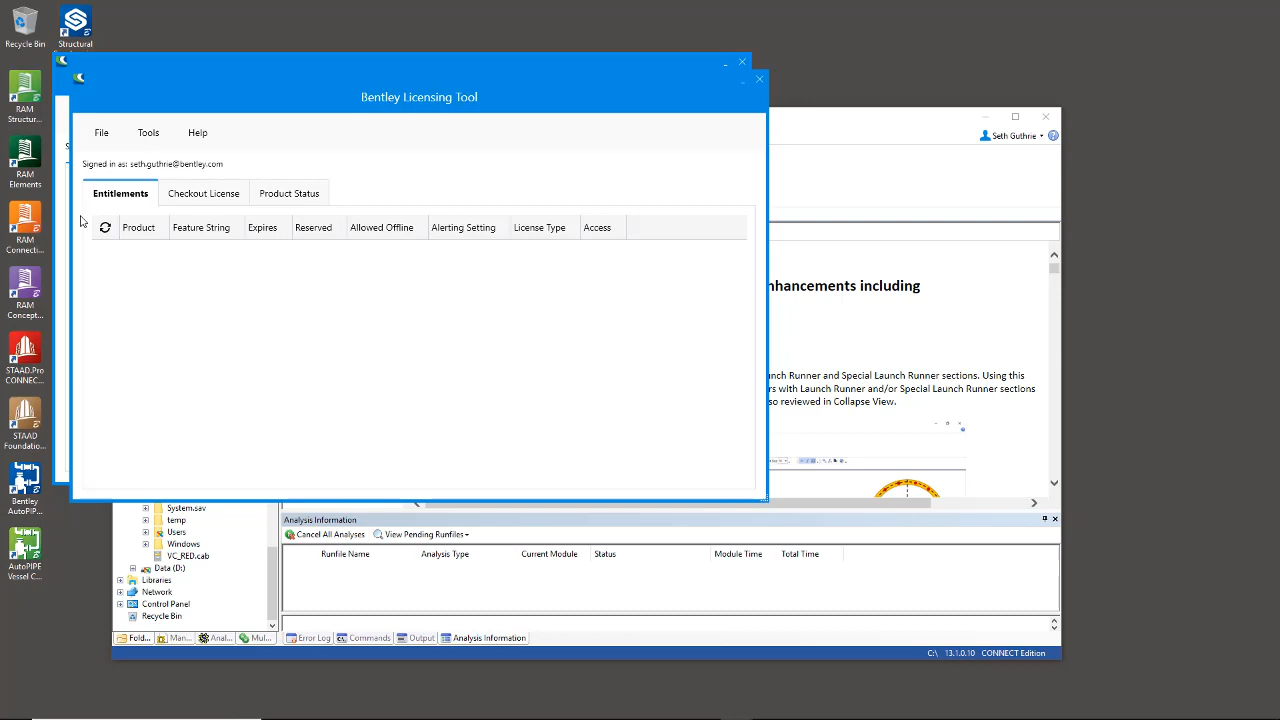 Recycle Bin
Structural
RAM
Structur...
RAM
Elements
RAM
Connecti...
RAM
Concept...
STAAD.Pro
CONNEC...
STAAD
Foundatio...
Bentley
AutoPIPE
AutoPIPE
Vessel C...
Bentley Licensing Tool
File
Tools
Help
Signed in as: seth.guthrie@bentley.com
Entitlements
Checkout License
Product Status
Product
Feature String
Expires
Reserved
Allowed Offline
Alerting Setting
License Type
Access
Seth Guthrie
nhancements including
nch Runner and Special Launch Runner sections. Using this
rs with Launch Runner and/or Special Launch Runner sections
so reviewed in Collapse View.
System.sav
temp
Users
Windows
VC_RED.cab
Data (D:)
Libraries
Network
Control Panel
Recycle Bin
Fold...
Man...
Anal...
Mul...
Analysis Information
Cancel All Analyses
View Pending Runfiles
Runfile Name
Analysis Type
Current Module
Status
Module Time
Total Time
Error Log
Commands
Output
Analysis Information
C:\ 13.1.0.10 CONNECT Edition